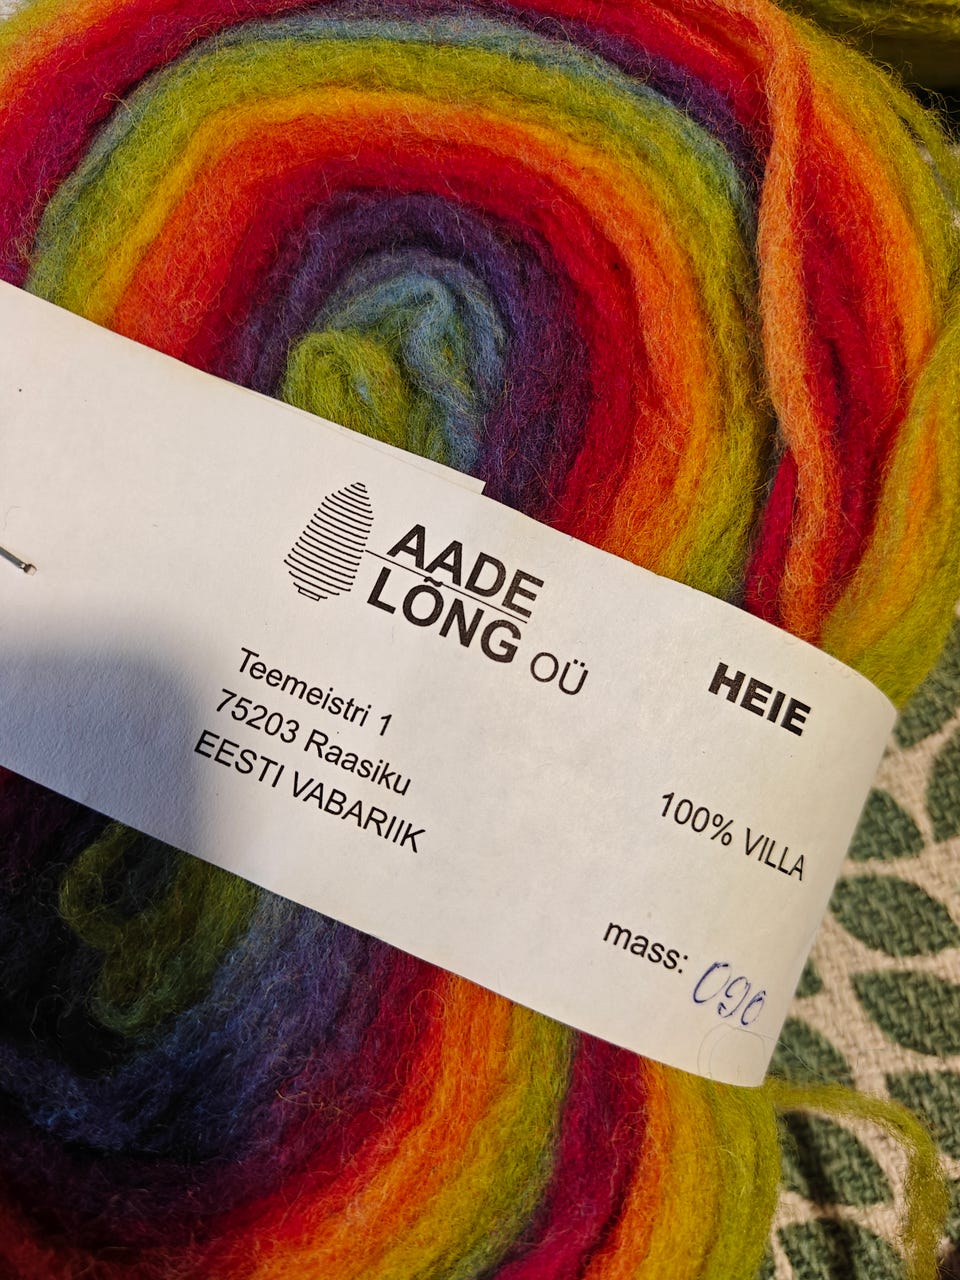 AADE
LÕNG OÜ
Teemeistri 1
75203 Raasiku
EESTI VABARIIK
HEIE
100% VILLA
mass: 090